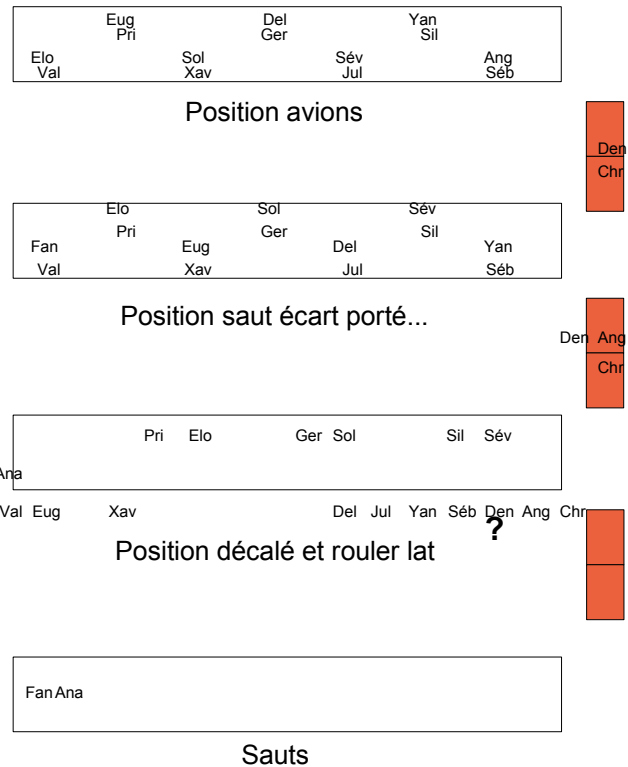 Eug Del Yan
Pri Ger Sil
Elo Sol Sév Ang
Val Xav Jul Séb
Position avions
Den
Chr
Elo Sol Sév
Pri Ger Sil
Fan Eug Del Yan
Val Xav Jul Séb
Position saut écart porté...
Den Ang
Chr
Pri Elo Ger Sol Sil Sév
Ana
Val Eug Xav Del Jul Yan Séb Den Ang Chr
?
Position décalé et rouler lat
Fan Ana
Sauts